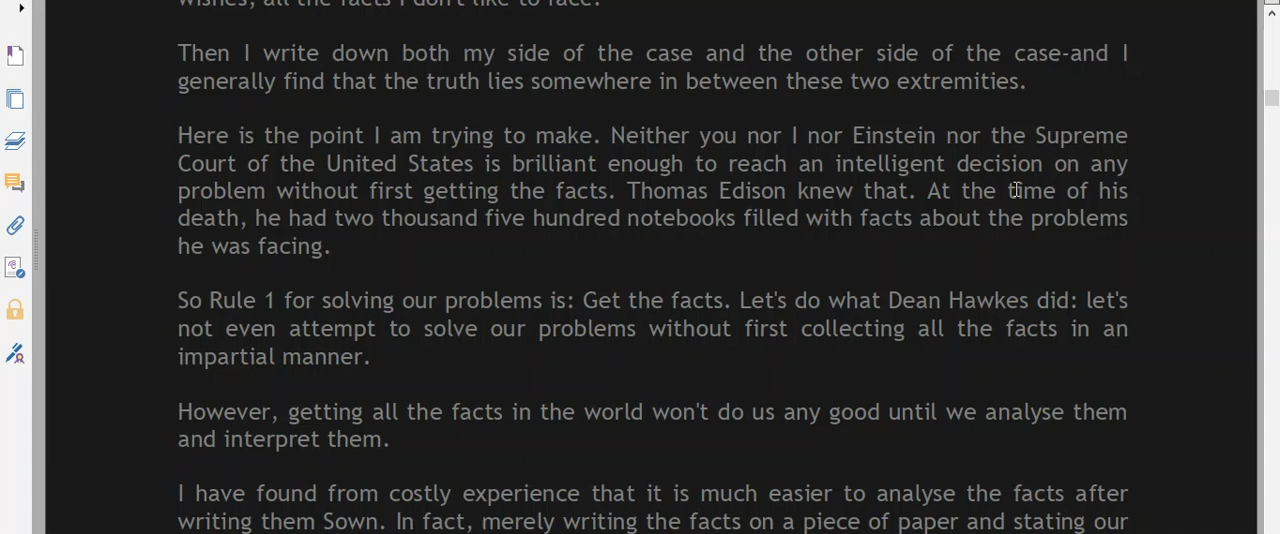 wishes, all the facts I don't like to face.
Then I write down both my side of the case and the other side of the case-and I
generally find that the truth lies somewhere in between these two extremities.
Here is the point I am trying to make. Neither you nor I nor Einstein nor the Supreme
Court of the United States is brilliant enough to reach an intelligent decision on any
problem without first getting the facts. Thomas Edison knew that. At the time of his
death, he had two thousand five hundred notebooks filled with facts about the problems
he was facing.
So Rule 1 for solving our problems is: Get the facts. Let's do what Dean Hawkes did: let's
not even attempt to solve our problems without first collecting all the facts in an
impartial manner.
However, getting all the facts in the world won't do us any good until we analyse them
and interpret them.
I have found from costly experience that it is much easier to analyse the facts after
writing them Sown. In fact, merely writing the facts on a piece of paper and stating our